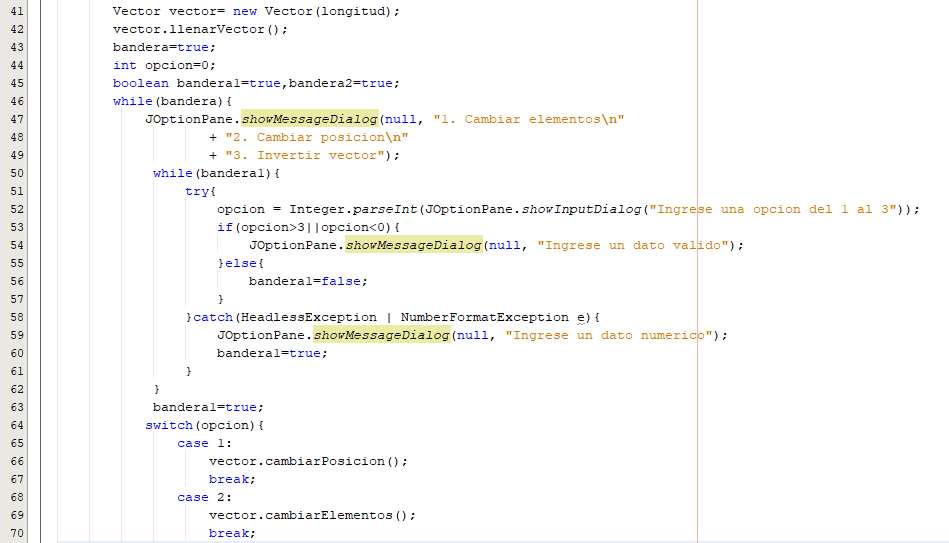 41 Vector vector= new Vector(longitud);
42 vector.llenarVector();
43 bandera=true;
44 int opcion=0;
45 boolean bandera1=true,bandera2=true;
46 while(bandera){
47 JOptionPane.showMessageDialog(null, "1. Cambiar elementos\n"
48 + "2. Cambiar posicion\n"
49 + "3. Invertir vector");
50 while(bandera1){
51 try{
52 opcion = Integer.parseInt(JOptionPane.showInputDialog("Ingrese una opcion del 1 al 3"));
53 if(opcion>3||opcion<0){
54 JOptionPane.showMessageDialog(null, "Ingrese un dato valido");
55 }else{
56 bandera1=false;
57 }
58 }catch(HeadlessException | NumberFormatException e){
59 JOptionPane.showMessageDialog(null, "Ingrese un dato numerico");
60 bandera1=true;
61 }
62 }
63 bandera1=true;
64 switch(opcion){
65 case 1:
66 vector.cambiarPosicion();
67 break;
68 case 2:
69 vector.cambiarElementos();
70 break;